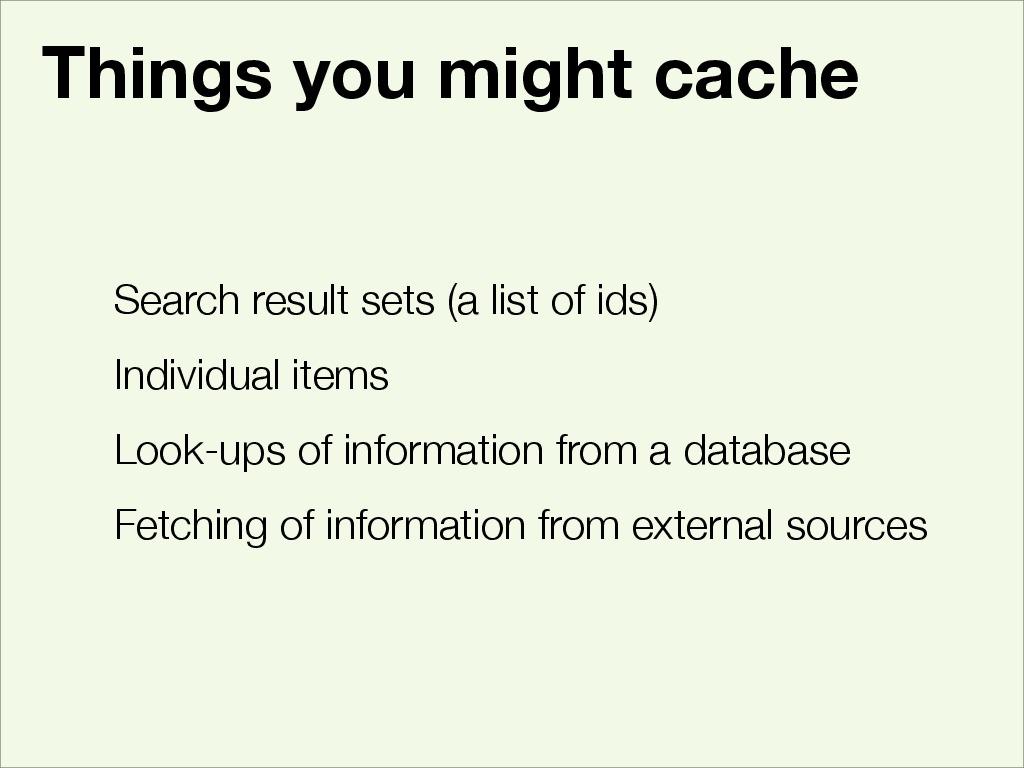 Things you might cache
Search result sets (a list of ids)
Individual items
Look-ups of information from a database
Fetching of information from external sources